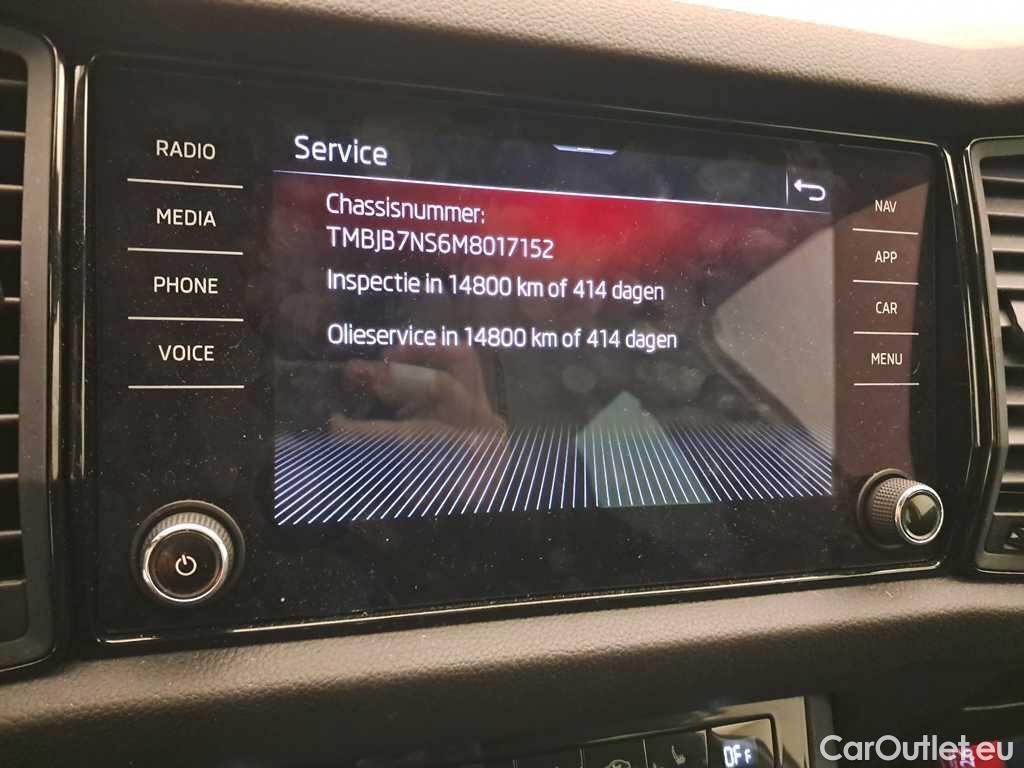 RADIO
MEDIA
PHONE
VOICE
Service
Chassisnummer:
TMBJB7NS6M8017152
Inspectie in 14800 km of 414 dagen
Olieservice in 14800 km of 414 dagen
NAV
APP
CAR
MENU
OFF
CarOutlet.eu